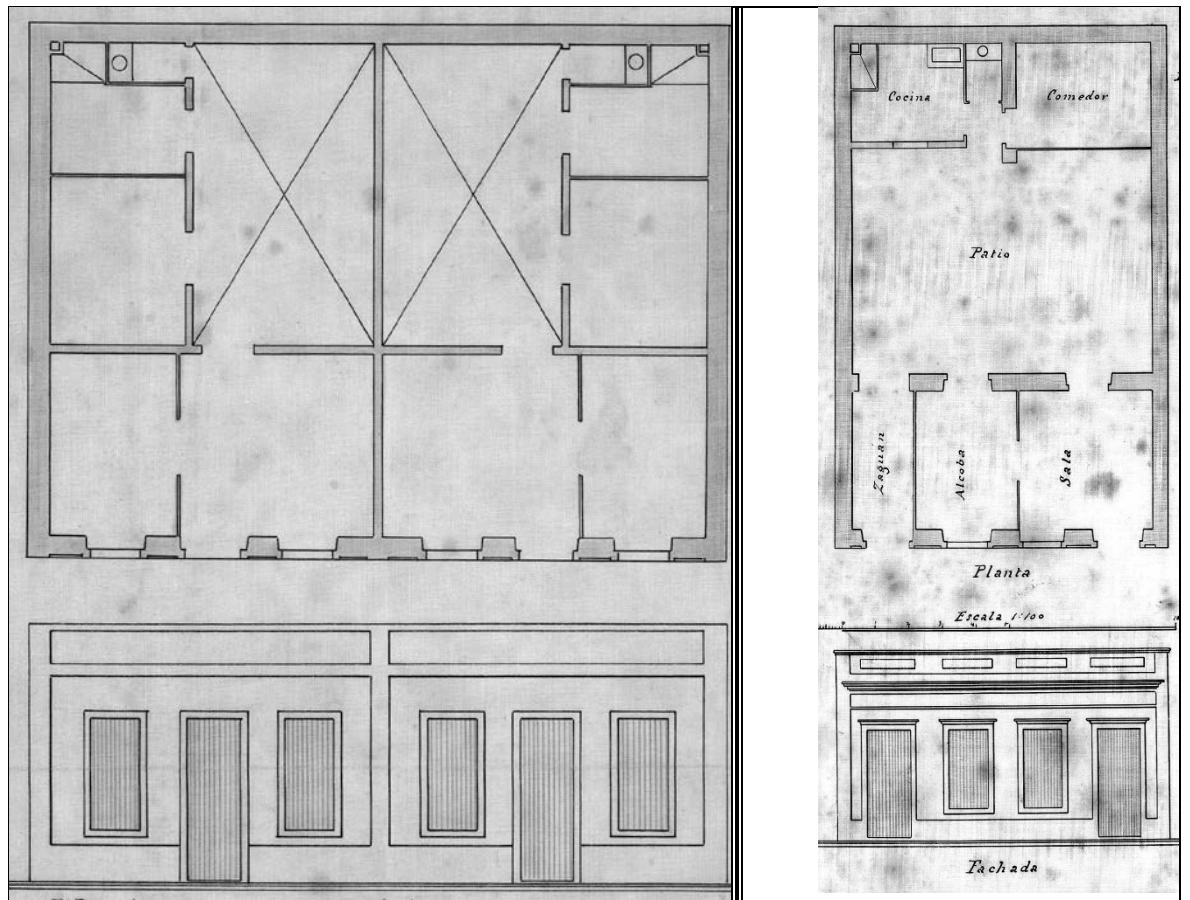 Cocina
Comedor
Patio
Zaguan
Alcoba
Sala
Planta
Escala 1:100
Fachada